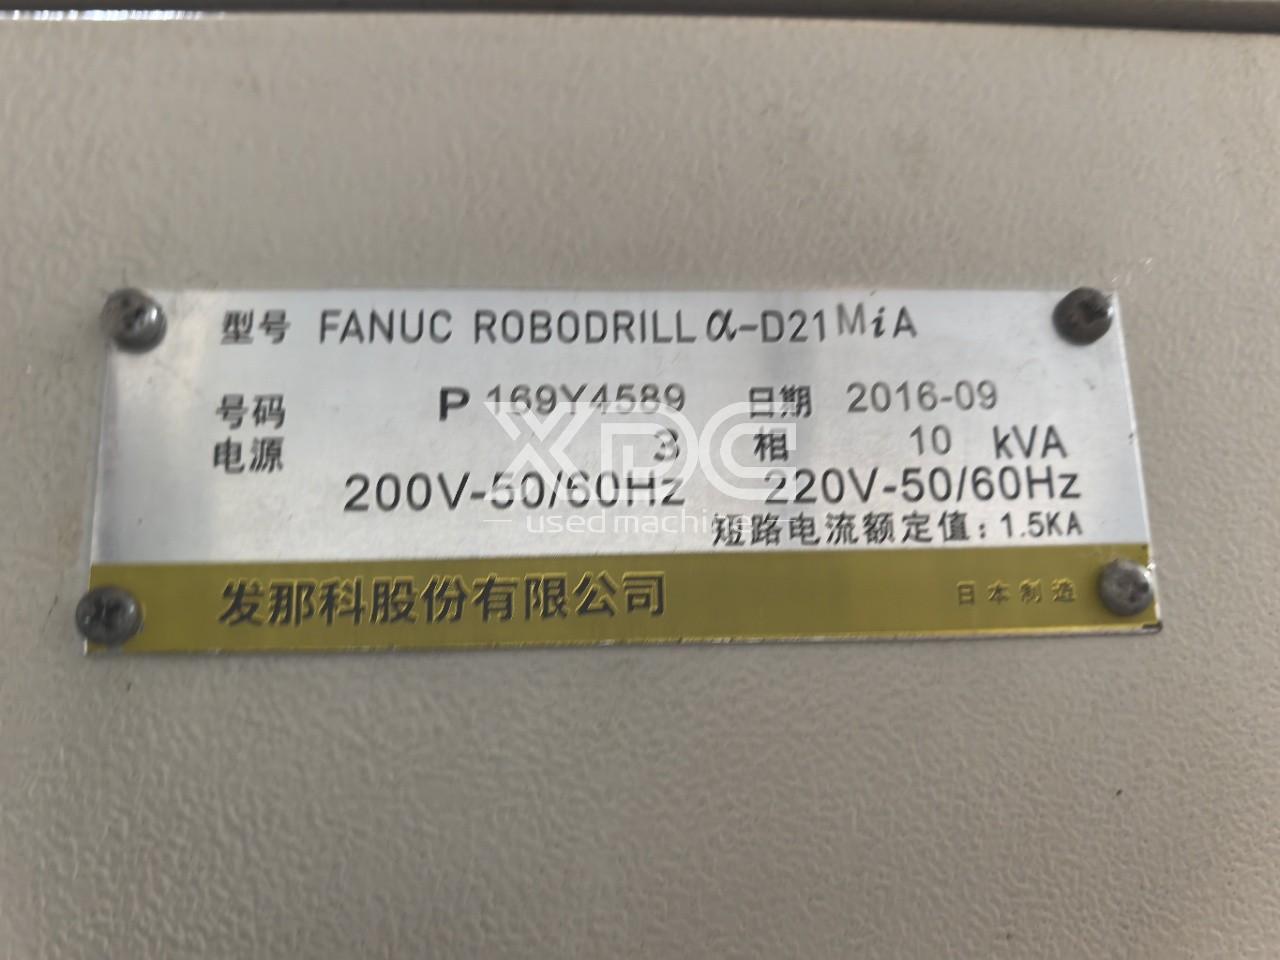 型号 FANUC ROBODRILL α-D21MiA
号码 P 169Y4589 日期 2016-09
电源 3 相 10 kVA
200V-50/60Hz 220V-50/60Hz
短路电流额定值: 1.5KA
发那科股份有限公司 日本制造
XDC
used machine